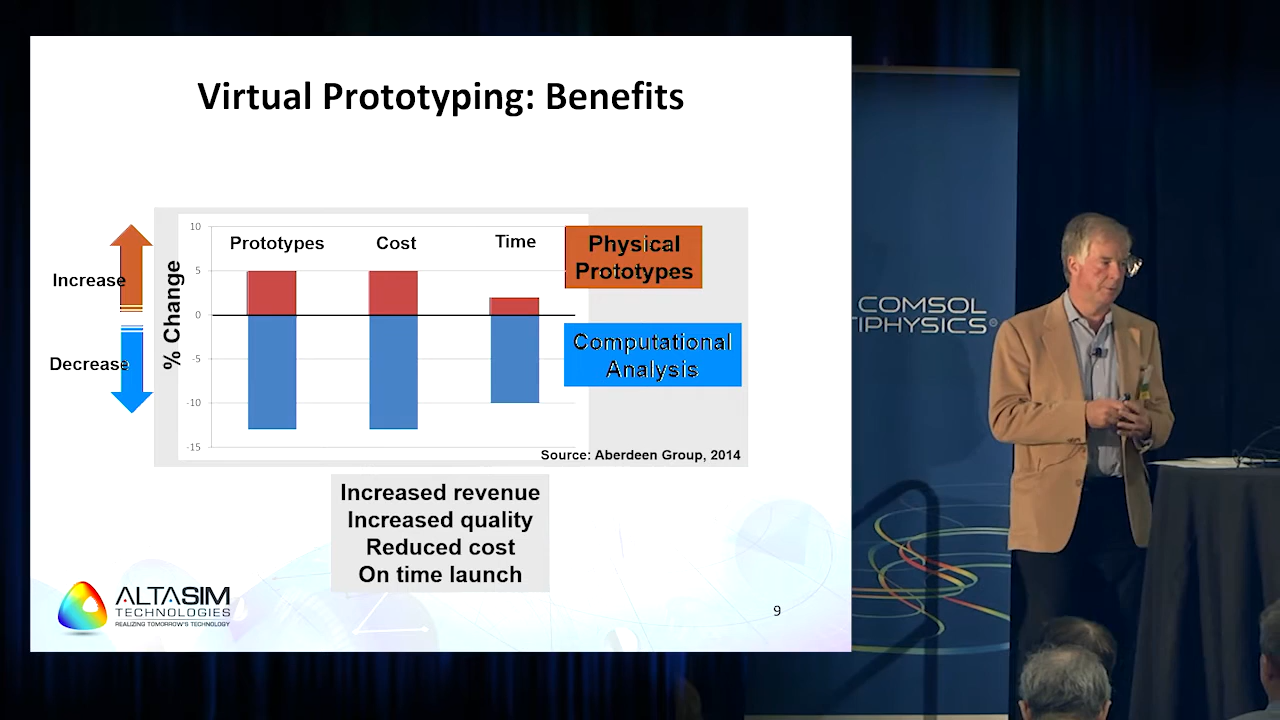 Virtual Prototyping: Benefits
Increase
Decrease
% Change
10
5
0
-5
-10
-15
Prototypes
Cost
Time
Physical
Prototypes
Computational
Analysis
Source: Aberdeen Group, 2014
Increased revenue
Increased quality
Reduced cost
On time launch
ALTASIM
TECHNOLOGIES
REALIZING TOMORROW'S TECHNOLOGY
9
COMSOL
TIPHYSICS®